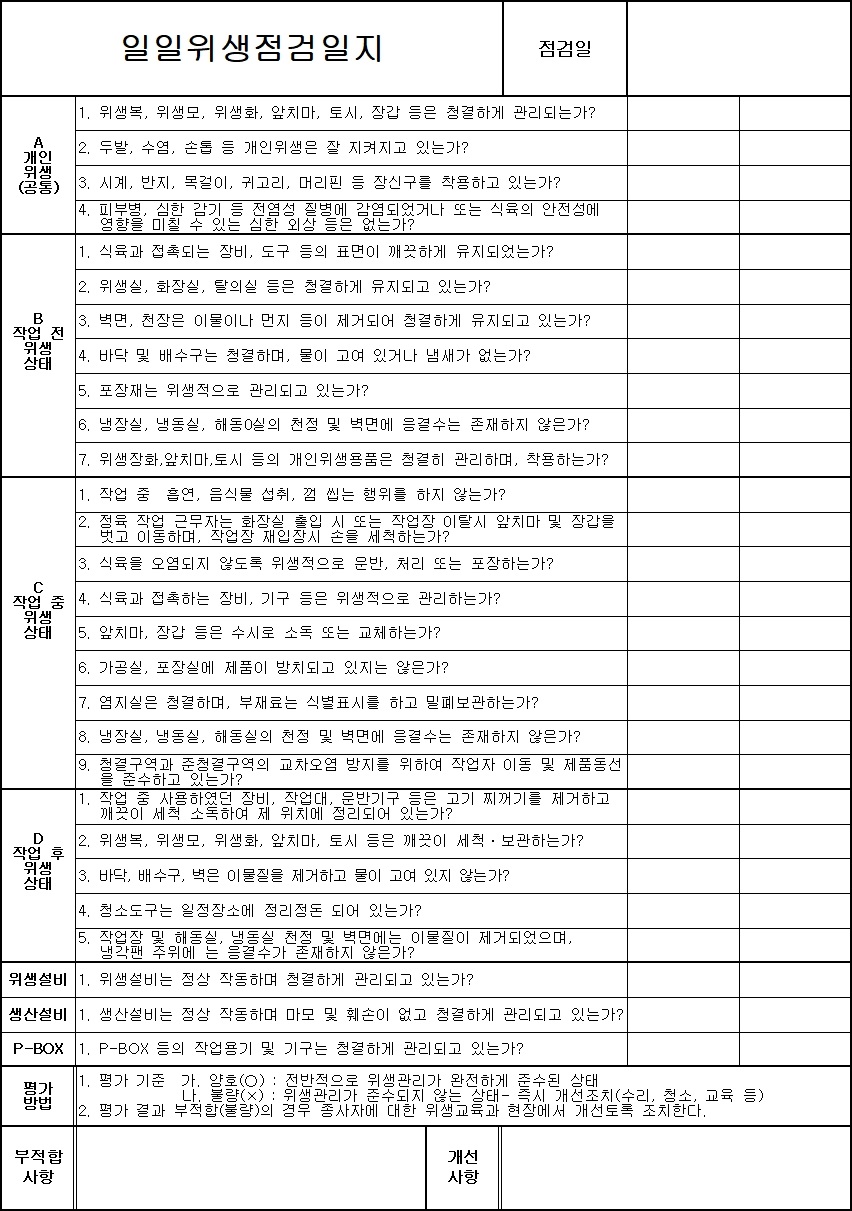 일일위생점검일지
점검일
A
개인
위생
(공통)
1. 위생복, 위생모, 위생화, 앞치마, 토시, 장갑 등은 청결하게 관리되는가?
2. 두발, 수염, 손톱 등 개인위생은 잘 지켜지고 있는가?
3. 시계, 반지, 목걸이, 귀고리, 머리핀 등 장신구를 착용하고 있는가?
4. 피부병, 심한 감기 등 전염성 질병에 감염되었거나 또는 식육의 안전성에
영향을 미칠 수 있는 심한 외상 등은 없는가?
B
작업 전
위생
상태
1. 식육과 접촉되는 장비, 도구 등의 표면이 깨끗하게 유지되었는가?
2. 위생실, 화장실, 탈의실 등은 청결하게 유지되고 있는가?
3. 벽면, 천장은 이물이나 먼지 등이 제거되어 청결하게 유지되고 있는가?
4. 바닥 및 배수구는 청결하며, 물이 고여 있거나 냄새가 없는가?
5. 포장재는 위생적으로 관리되고 있는가?
6. 냉장실, 냉동실, 해동0실의 천정 및 벽면에 응결수는 존재하지 않은가?
7. 위생장화,앞치마,토시 등의 개인위생용품은 청결히 관리하며, 착용하는가?
C
작업 중
위생
상태
1. 작업 중  흡연, 음식물 섭취, 껌 씹는 행위를 하지 않는가?
2. 정육 작업 근무자는 화장실 출입 시 또는 작업장 이탈시 앞치마 및 장갑을
벗고 이동하며, 작업장 재입장시 손을 세척하는가?
3. 식육을 오염되지 않도록 위생적으로 운반, 처리 또는 포장하는가?
4. 식육과 접촉하는 장비, 기구 등은 위생적으로 관리하는가?
5. 앞치마, 장갑 등은 수시로 소독 또는 교체하는가?
6. 가공실, 포장실에 제품이 방치되고 있지는 않은가?
7. 염지실은 청결하며, 부재료는 식별표시를 하고 밀폐보관하는가?
8. 냉장실, 냉동실, 해동실의 천정 및 벽면에 응결수는 존재하지 않은가?
9. 청결구역과 준청결구역의 교차오염 방지를 위하여 작업자 이동 및 제품동선
을 준수하고 있는가?
D
작업 후
위생
상태
1. 작업 중 사용하였던 장비, 작업대, 운반기구 등은 고기 찌꺼기를 제거하고
깨끗이 세척 소독하여 제 위치에 정리되어 있는가?
2. 위생복, 위생모, 위생화, 앞치마, 토시 등은 깨끗이 세척·보관하는가?
3. 바닥, 배수구, 벽은 이물질을 제거하고 물이 고여 있지 않는가?
4. 청소도구는 일정장소에 정리정돈 되어 있는가?
5. 작업장 및 해동실, 냉동실 천정 및 벽면에는 이물질이 제거되었으며,
냉각팬 주위에 는 응결수가 존재하지 않은가?
위생설비
1. 위생설비는 정상 작동하며 청결하게 관리되고 있는가?
생산설비
1. 생산설비는 정상 작동하며 마모 및 훼손이 없고 청결하게 관리되고 있는가?
P-BOX
1. P-BOX 등의 작업용기 및 기구는 청결하게 관리되고 있는가?
평가
방법
1. 평가 기준  가. 양호(○) : 전반적으로 위생관리가 완전하게 준수된 상태
나. 불량(×) : 위생관리가 준수되지 않는 상태- 즉시 개선조치(수리, 청소, 교육 등)
2. 평가 결과 부적합(불량)의 경우 종사자에 대한 위생교육과 현장에서 개선토록 조치한다.
부적합
사항
개선
사항